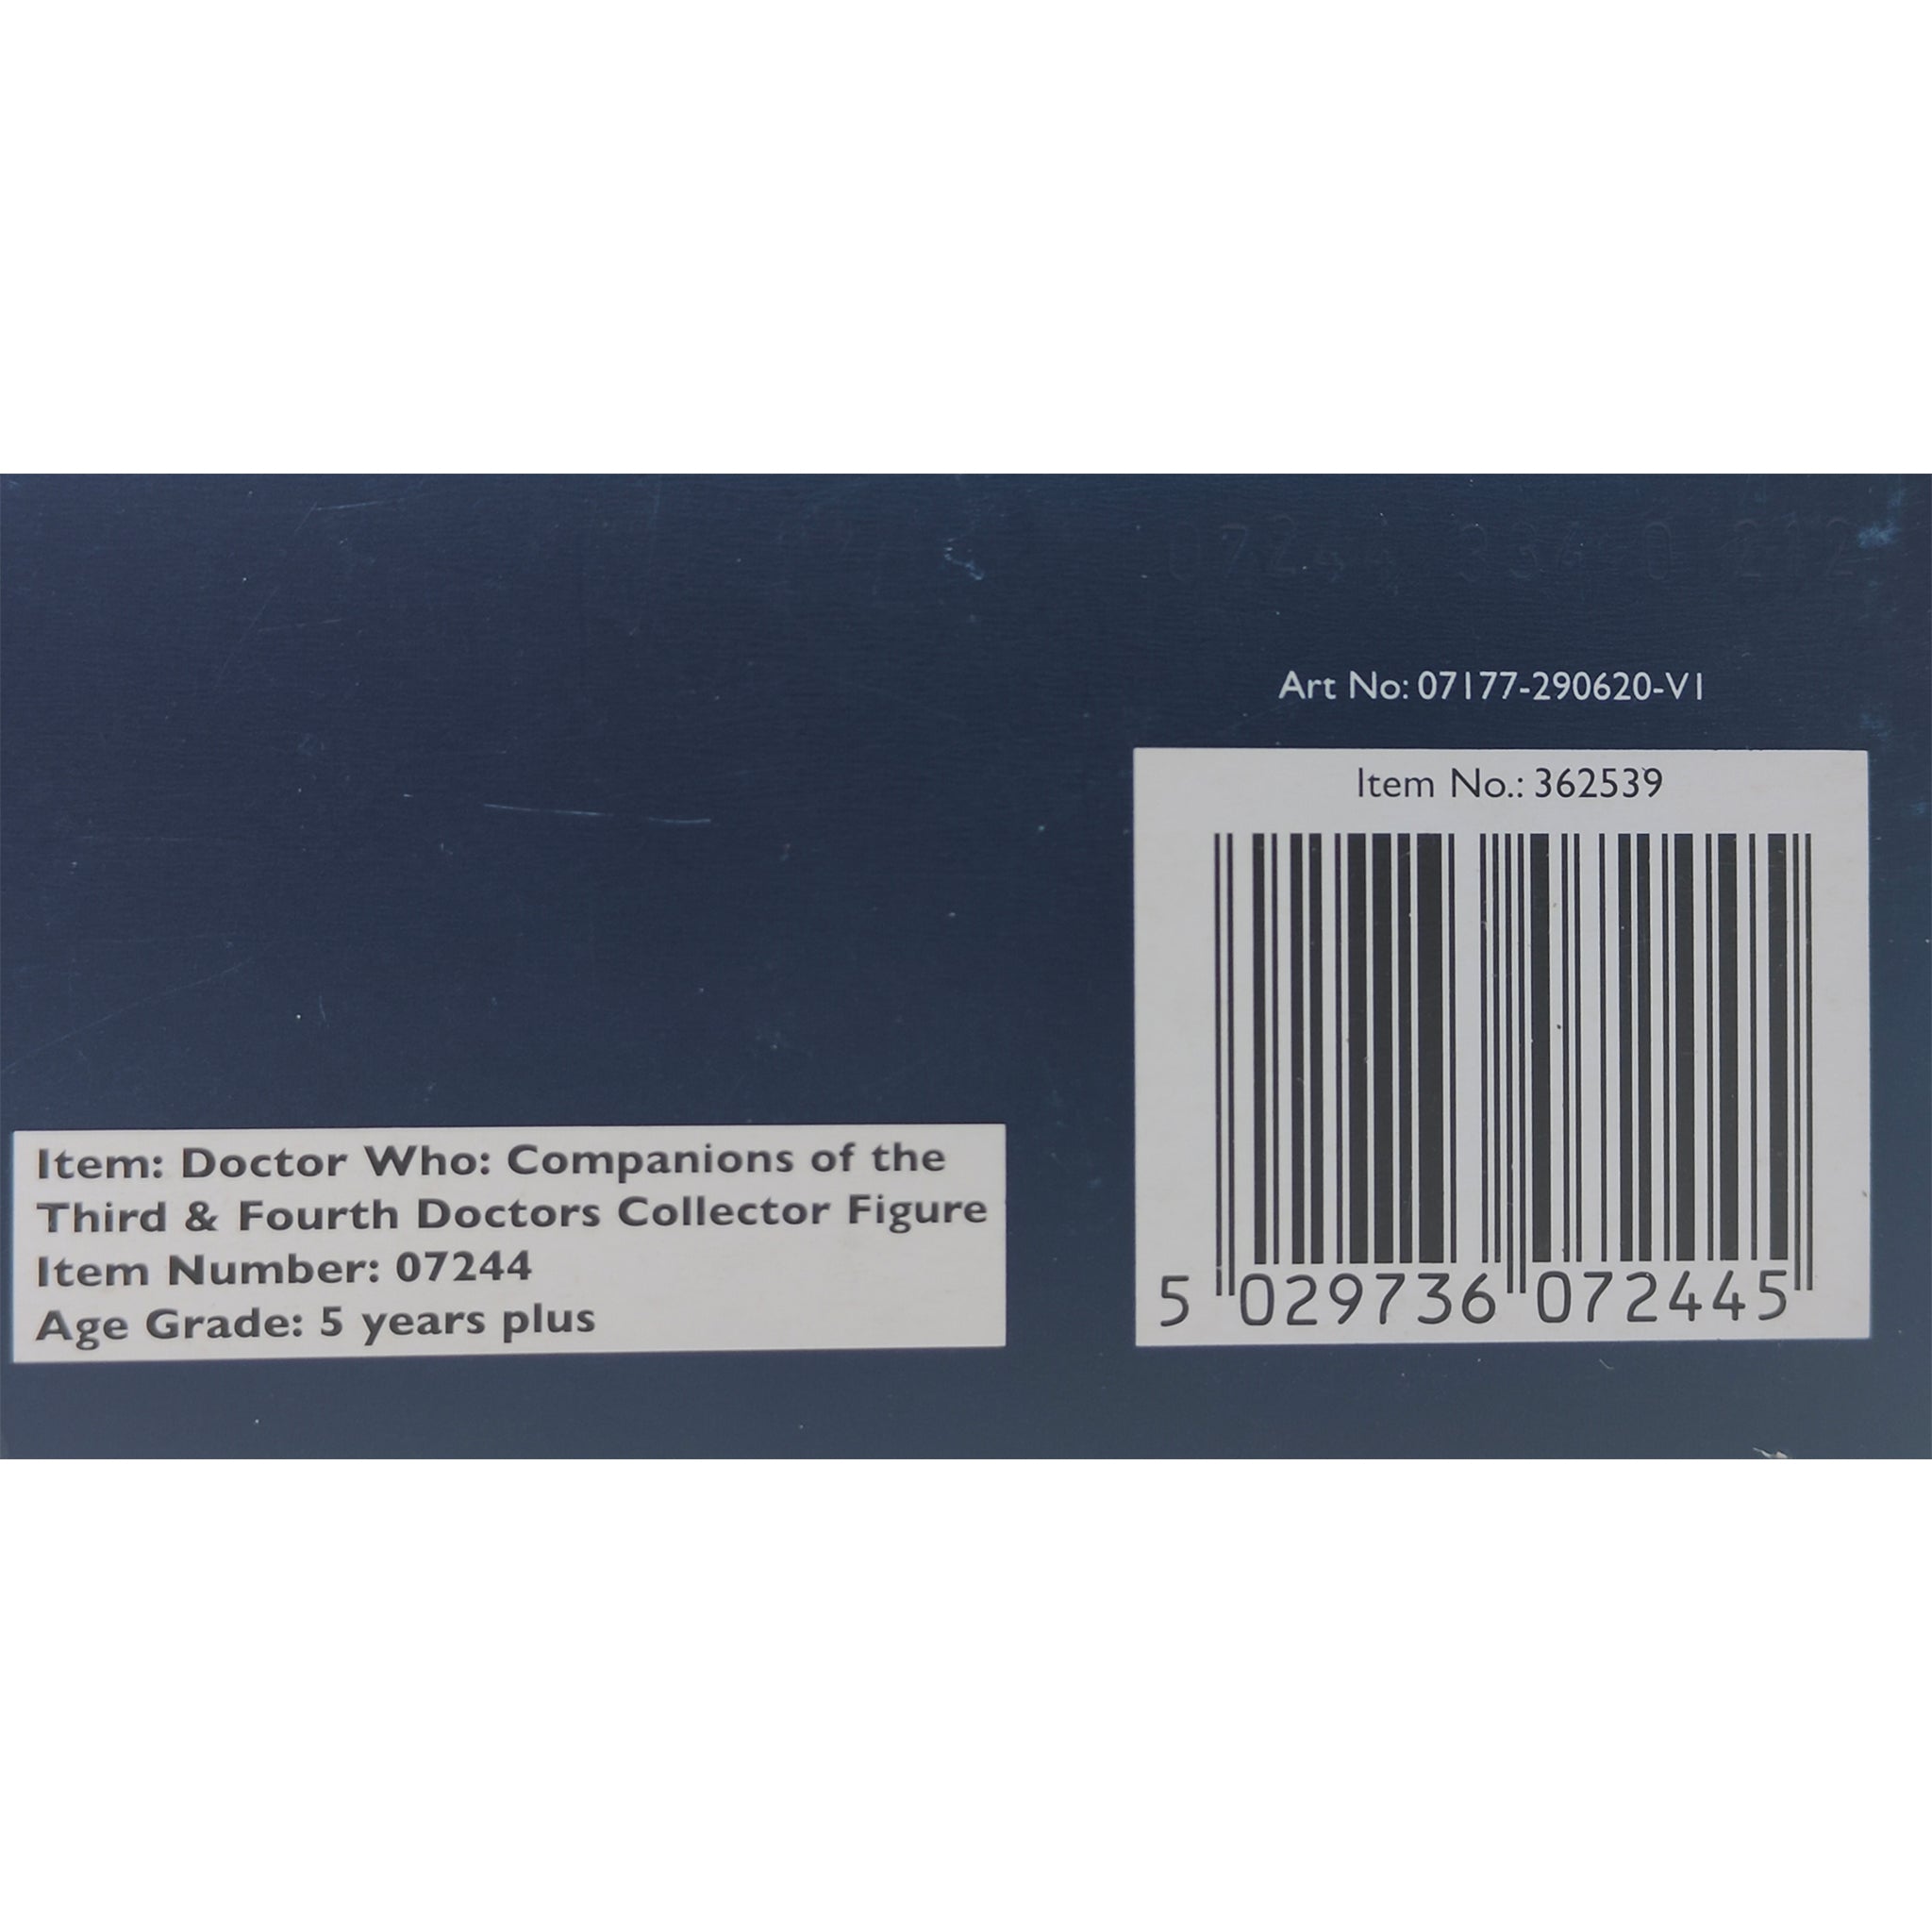 Art No: 07177-290620-V1
Item No.: 362539
5 029736 072445
Item: Doctor Who: Companions of the
Third & Fourth Doctors Collector Figure
Item Number: 07244
Age Grade: 5 years plus